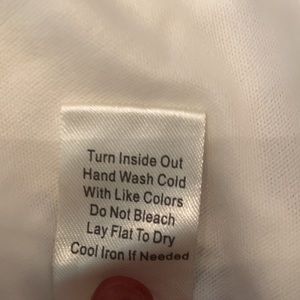 Turn Inside Out
Hand Wash Cold
With Like Colors
Do Not Bleach
Lay Flat To Dry
Cool Iron If Needed